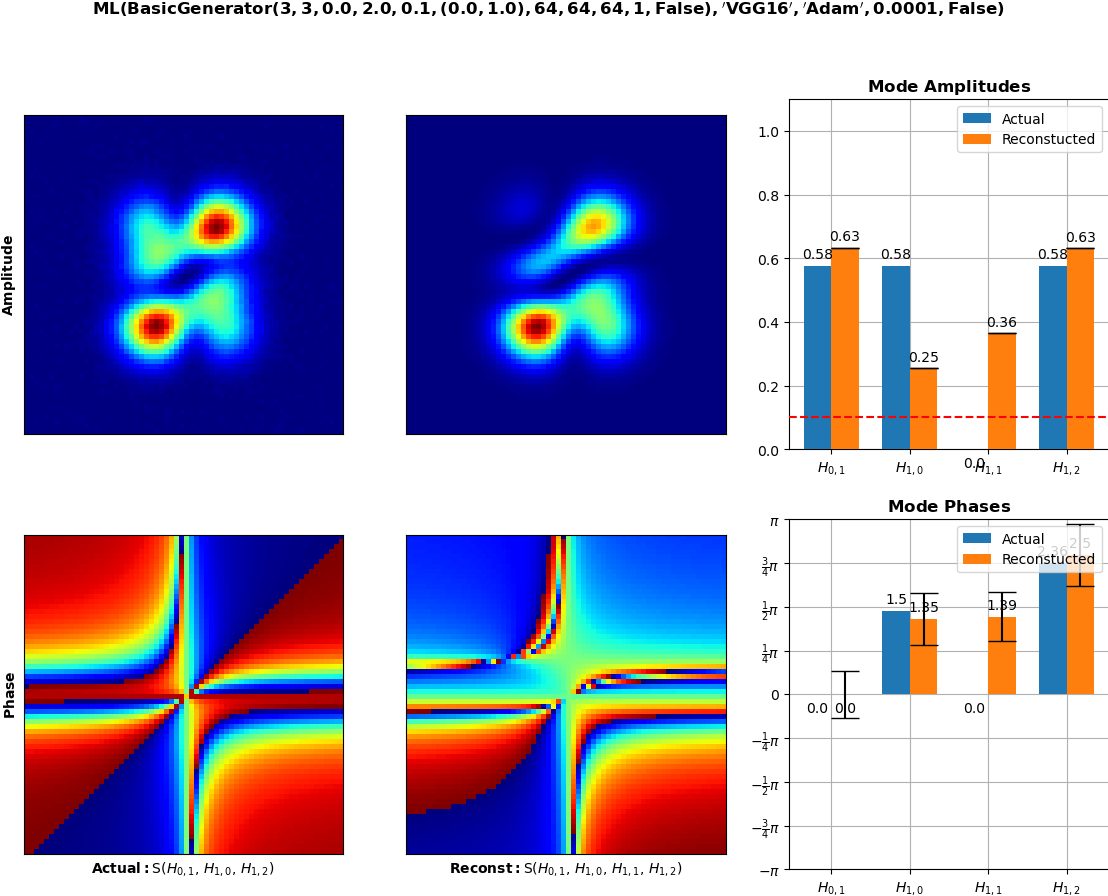 ML(BasicGenerator(3, 3, 0.0, 2.0, 0.1, (0.0, 1.0), 64, 64, 64, 1, False), ′VGG16′, ′Adam′, 0.0001, False)
Amplitude
Mode Amplitudes
Actual
Reconstucted
1.0
0.8
0.6
0.4
0.2
0.0
0.58 0.63
0.58 0.25
0.0 0.36
0.58 0.63
H0,1 H1,0 H1,1 H1,2
Phase
Actual: S(H0,1, H1,0, H1,2)
Reconst: S(H0,1, H1,0, H1,1, H1,2)
Mode Phases
Actual
Reconstucted
π
3/4π
1/2π
1/4π
0
−1/4π
−1/2π
−3/4π
−π
0.0 0.0
1.5 1.35
0.0 1.39
2.36 2.5
H0,1 H1,0 H1,1 H1,2